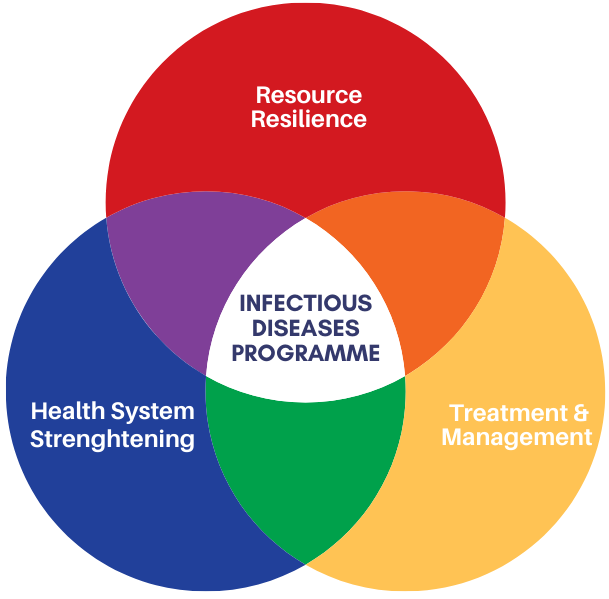 Resource
Resilience
INFECTIOUS
DISEASES
PROGRAMME
Health System
Strenghtening
Treatment &
Management